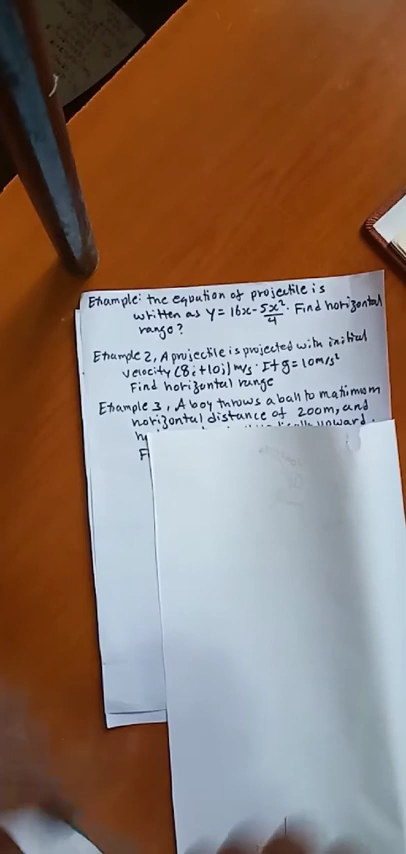 Example: the equation of projectile is
written as y = 16x - 5x²/4. Find horizontal
range?
Example 2, A projectile is projected with initial
velocity (8i+10j) m/s. If g = 10m/s²
Find horizontal range
Example 3, A boy throws a ball to maximum
horizontal distance of 200m, and
upward.
F